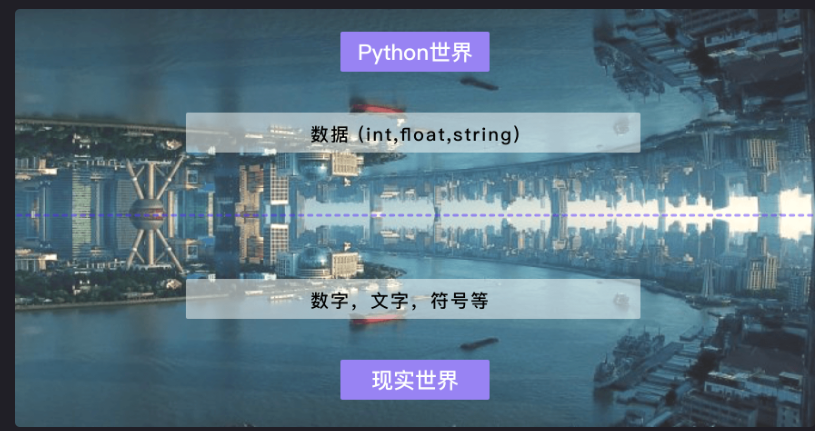 Python世界
数据 (int,float,string)
数字，文字，符号等
现实世界